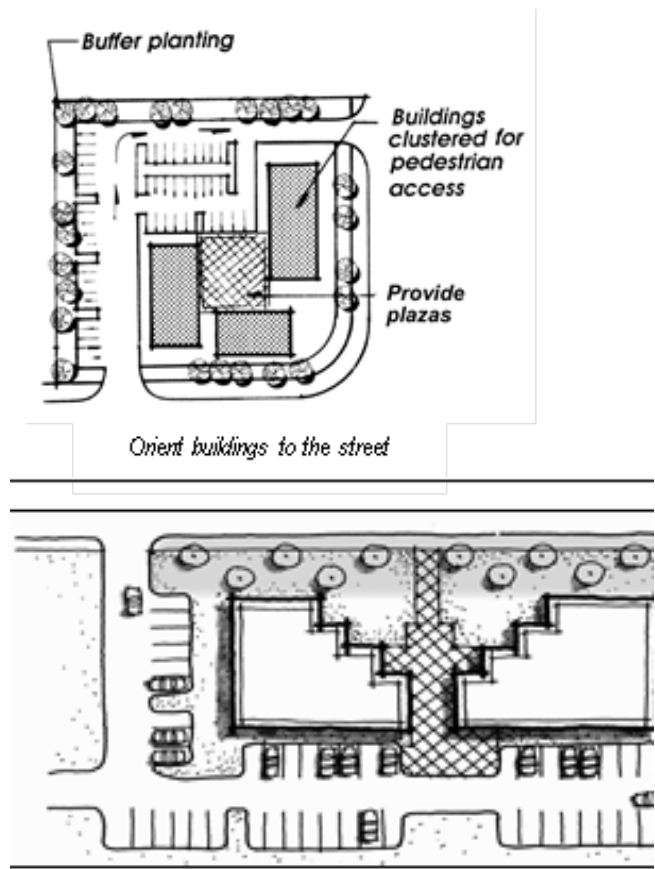 Buffer planting
Buildings
clustered for
pedestrian
access
Provide
plazas
Orient buildings to the street